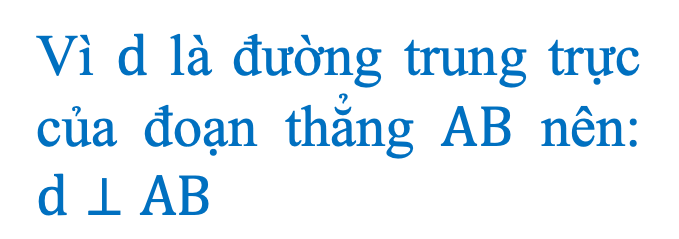 Vì d là đường trung trực
của đoạn thẳng AB nên:
d ⊥ AB